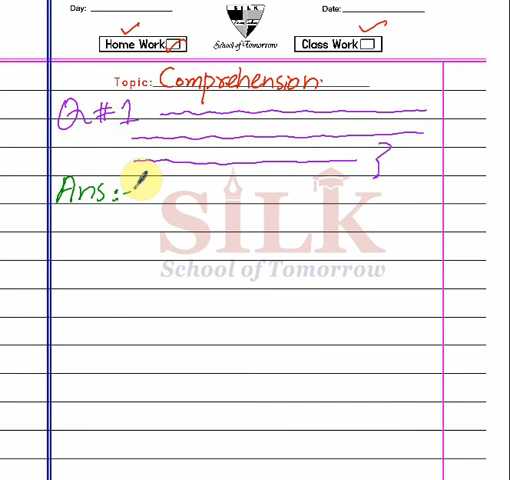 Day: Date:
Home Work School of Tomorrow Class Work
Topic: Comprehension.
Q#1
Ans:-
SILK
School of Tomorrow